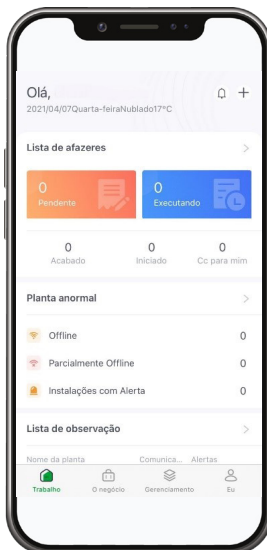 Olá,
2021/04/07Quarta-feiraNublado17°C
Lista de afazeres
0 0
Pendente Executando
0 0 0
Acabado Iniciado Cc para mim
Planta anormal
Offline 0
Parcialmente Offline 0
Instalações com Alerta 0
Lista de observação
Nome da planta Comunica... Alertas
Trabalho O negócio Gerenciamento Eu